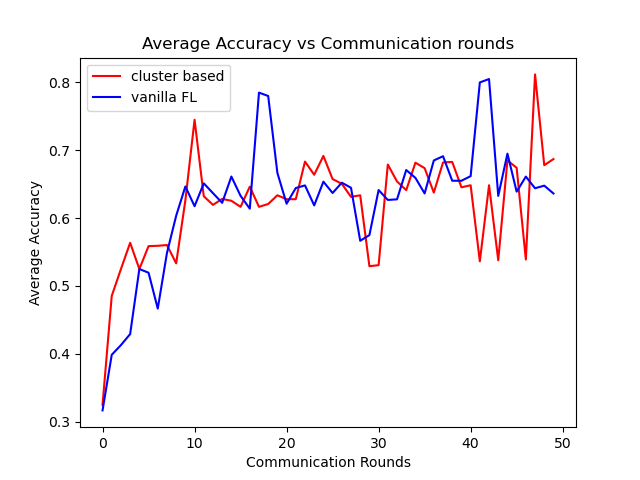 Average Accuracy vs Communication rounds
cluster based
vanilla FL
0.8
0.7
0.6
0.5
0.4
0.3
Average Accuracy
0 10 20 30 40 50
Communication Rounds